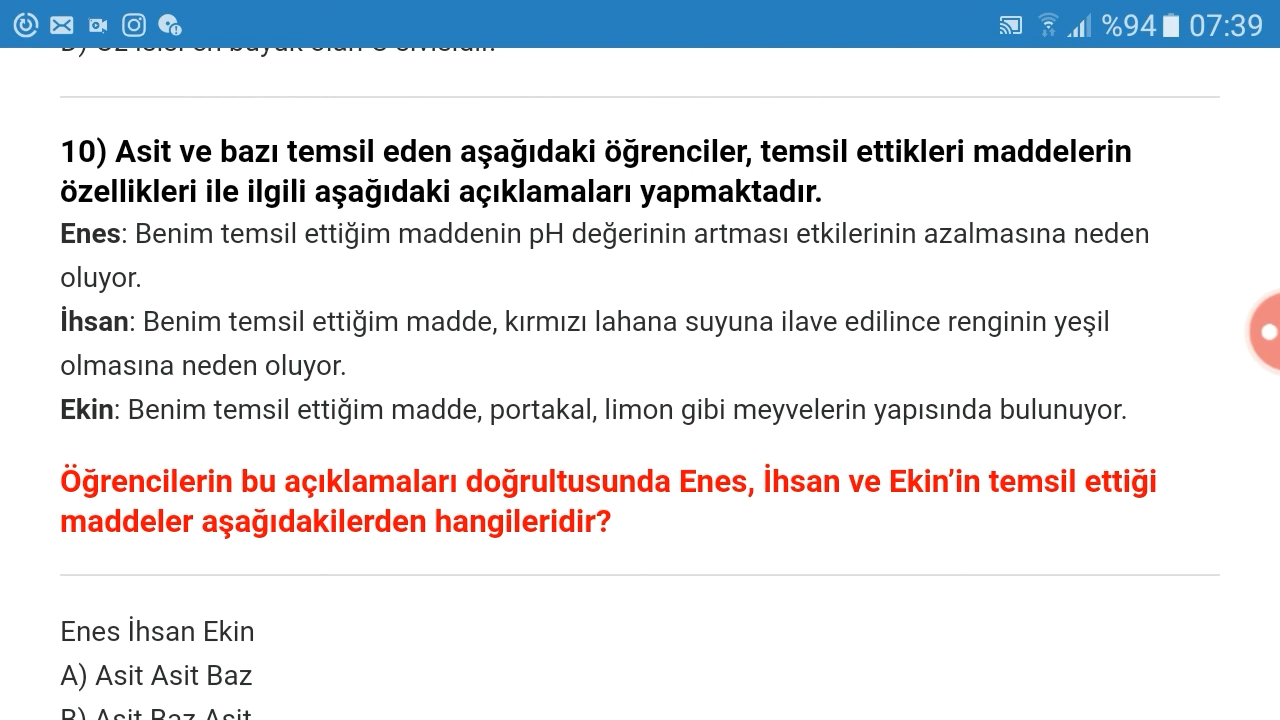 %94 07:39
10) Asit ve bazı temsil eden aşağıdaki öğrenciler, temsil ettikleri maddelerin
özellikleri ile ilgili aşağıdaki açıklamaları yapmaktadır.
Enes: Benim temsil ettiğim maddenin pH değerinin artması etkilerinin azalmasına neden
oluyor.
İhsan: Benim temsil ettiğim madde, kırmızı lahana suyuna ilave edilince renginin yeşil
olmasına neden oluyor.
Ekin: Benim temsil ettiğim madde, portakal, limon gibi meyvelerin yapısında bulunuyor.
Öğrencilerin bu açıklamaları doğrultusunda Enes, İhsan ve Ekin’in temsil ettiği
maddeler aşağıdakilerden hangileridir?
Enes İhsan Ekin
A) Asit Asit Baz
B) Asit Baz Asit